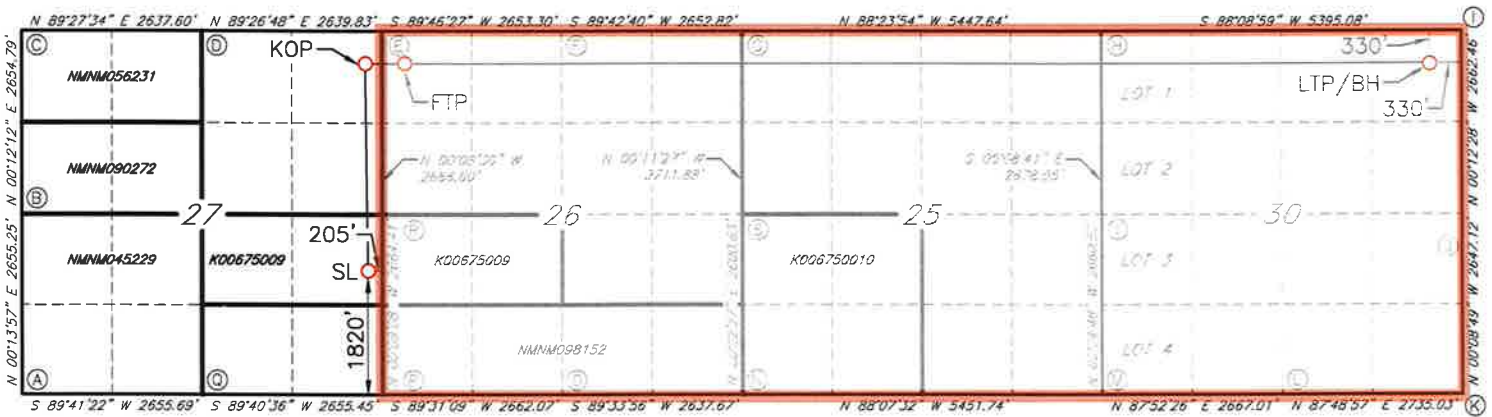 N 89°27'34" E 2637.60' N 89°26'48" E 2639.83' S 89°46'27" W 2653.30' S 89°42'40" W 2652.82' N 88°23'54" W 5447.64' S 88°08'59" W 5395.08'
I
C D E F G H
KOP
330'
NMNM056231
FTP
LTP/BH
LOT 1
330'
N 00°12'12" E 2654.79'
N 00°12'28" W 2662.46
NMNM090272
LOT 2
B
27 26 25 30
205'
NMNM045229 K00675009 SL K00675009 K006750010 LOT 3
N 00°13'57" E 2655.25'
N 00°08'49" W 2647.12'
1820'
NMNM098152
LOT 4
A Q P O L K
S 89°41'22" W 2655.69' S 89°40'36" W 2655.45' S 89°31'09" W 2662.07' S 89°33'56" W 2637.67' N 88°07'32" W 5451.74' N 87°52'26" E 2667.01' N 87°48'57" E 2735.03'